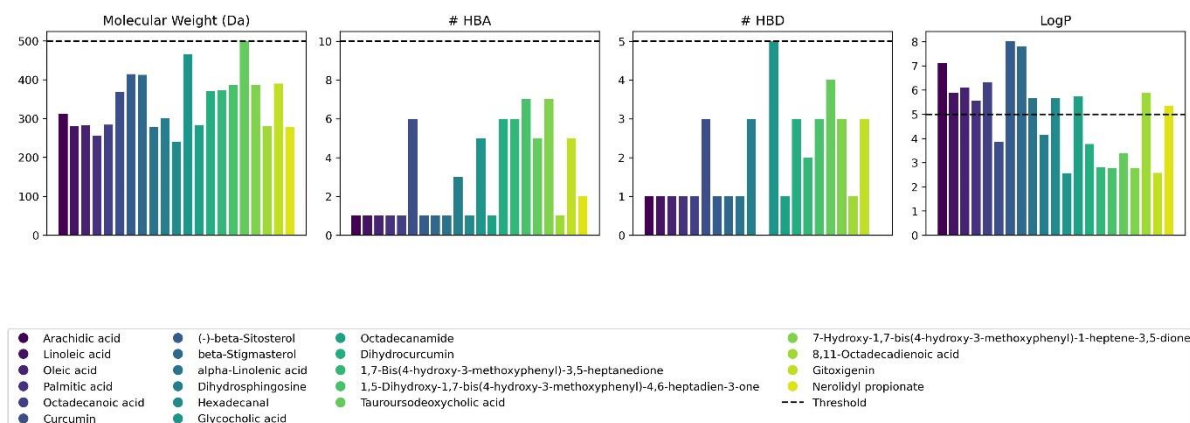 Molecular Weight (Da)
# HBA
# HBD
LogP
500
400
300
200
100
0
10
8
6
4
2
0
5
4
3
2
1
0
8
7
6
5
4
3
2
1
0
Arachidic acid
Linoleic acid
Oleic acid
Palmitic acid
Octadecanoic acid
Curcumin
(-)-beta-Sitosterol
beta-Stigmasterol
alpha-Linolenic acid
Dihydrosphingosine
Hexadecanal
Glycocholic acid
Octadecanamide
Dihydrocurcumin
1,7-Bis(4-hydroxy-3-methoxyphenyl)-3,5-heptanedione
1,5-Dihydroxy-1,7-bis(4-hydroxy-3-methoxyphenyl)-4,6-heptadien-3-one
Tauroursodeoxycholic acid
7-Hydroxy-1,7-bis(4-hydroxy-3-methoxyphenyl)-1-heptene-3,5-dione
8,11-Octadecadienoic acid
Gitoxigenin
Nerolidyl propionate
Threshold